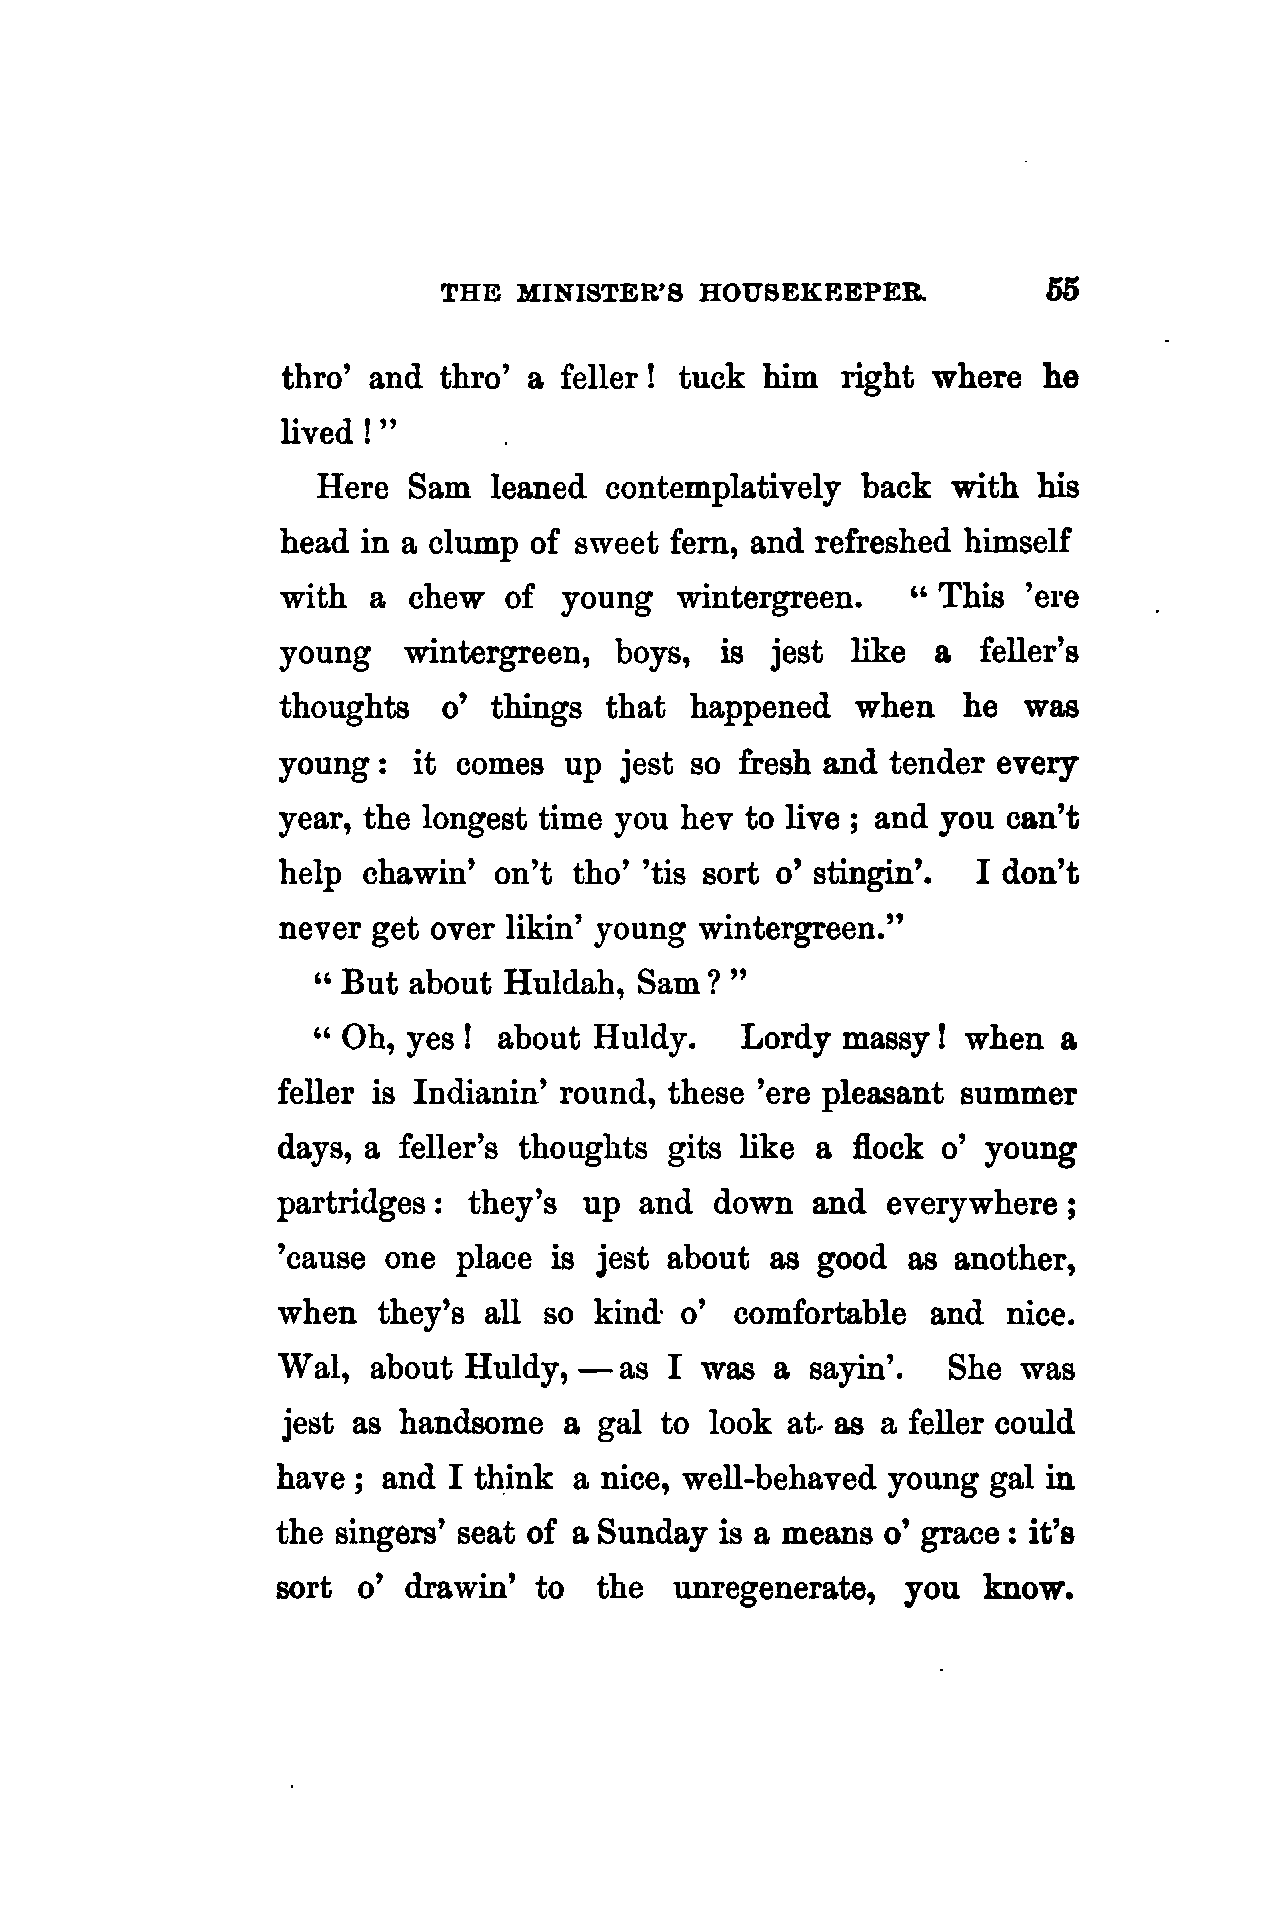 THE MINISTER'S HOUSEKEEPER. 55
thro' and thro' a feller! tuck him right where he
lived!"
Here Sam leaned contemplatively back with his
head in a clump of sweet fern, and refreshed himself
with a chew of young wintergreen. "This 'ere
young wintergreen, boys, is jest like a feller's
thoughts o' things that happened when he was
young: it comes up jest so fresh and tender every
year, the longest time you hev to live; and you can't
help chawin' on't tho' 'tis sort o' stingin'. I don't
never get over likin' young wintergreen."
"But about Huldah, Sam?"
"Oh, yes! about Huldy. Lordy massy! when a
feller is Indianin' round, these 'ere pleasant summer
days, a feller's thoughts gits like a flock o' young
partridges: they's up and down and everywhere;
'cause one place is jest about as good as another,
when they's all so kind o' comfortable and nice.
Wal, about Huldy,—as I was a sayin'. She was
jest as handsome a gal to look at as a feller could
have; and I think a nice, well-behaved young gal in
the singers' seat of a Sunday is a means o' grace: it's
sort o' drawin' to the unregenerate, you know.